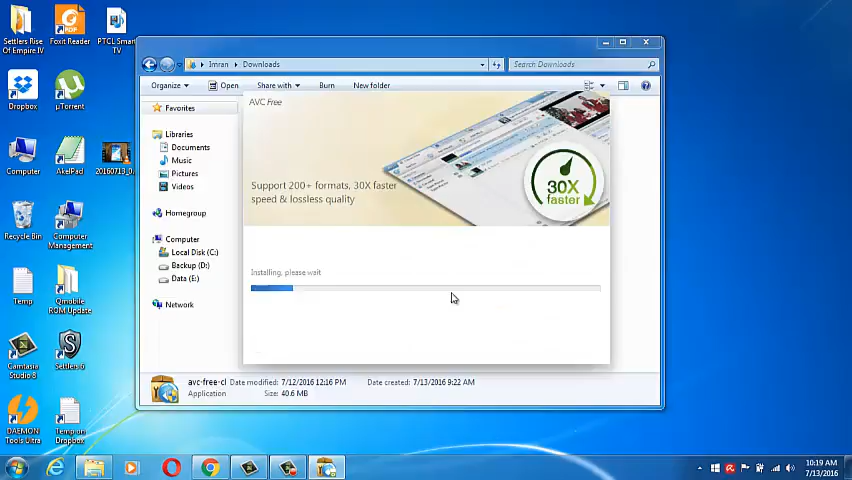 Settlers Rise
Of Empire IV
Foxit Reader
PTCL Smar
TV
Dropbox
µTorrent
Computer
AkelPad
20160713_0.
Recycle Bin
Computer
Management
Temp
Qmobile
ROM Update
Camtasia
Studio 8
Settlers 6
DAEMON
Tools Ultra
Temp on
Dropbox
Imran
Downloads
Search Downloads
Organize
Open
Share with
Burn
New folder
Favorites
Libraries
Documents
Music
Pictures
Videos
Homegroup
Computer
Local Disk (C:)
Backup (D:)
Data (E:)
Network
AVC Free
Support 200+ formats, 30X faster
speed & lossless quality
30X
faster
Installing, please wait
avc-free-cl
Date modified: 7/12/2016 12:16 PM
Date created: 7/13/2016 9:22 AM
Application
Size: 40.6 MB
10:19 AM
7/13/2016